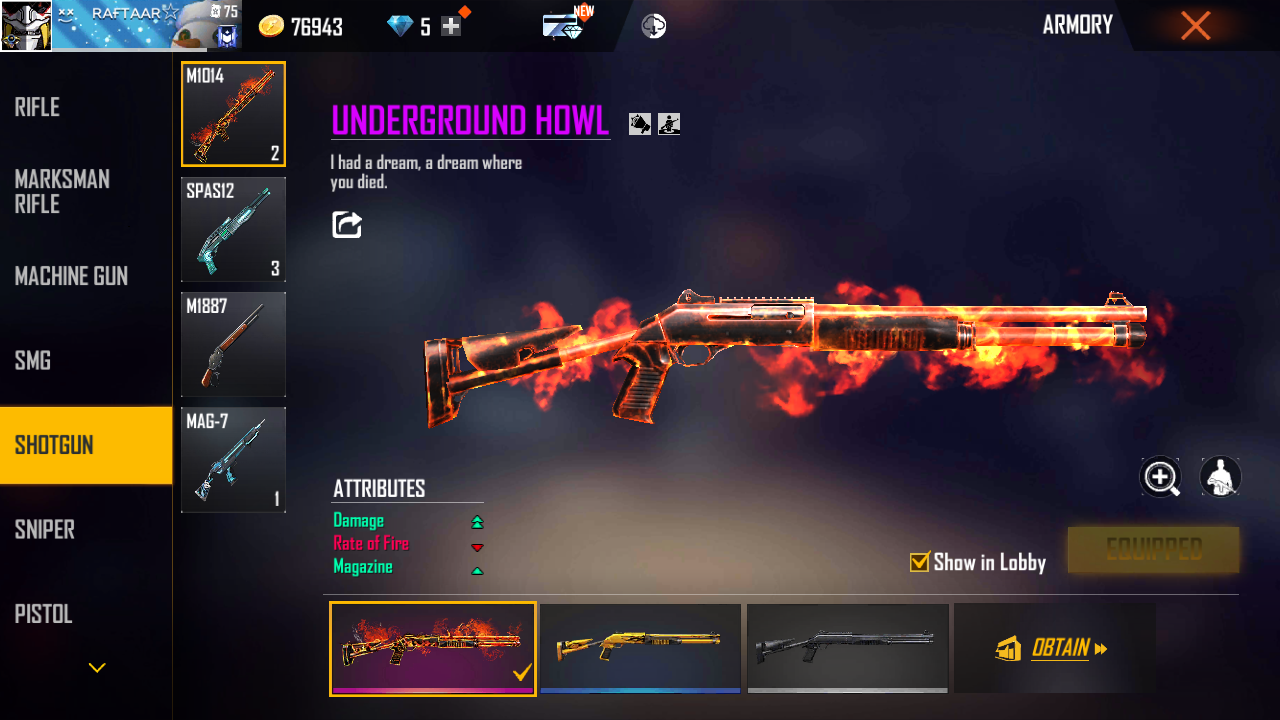 RAFTAAR☆
75
76943
5
NEW
ARMORY
RIFLE
MARKSMAN
RIFLE
MACHINE GUN
SMG
SHOTGUN
SNIPER
PISTOL
M1014
2
SPAS12
3
M1887
MAG-7
1
UNDERGROUND HOWL
I had a dream, a dream where
you died.
ATTRIBUTES
Damage
Rate of Fire
Magazine
Show in Lobby
EQUIPPED
OBTAIN